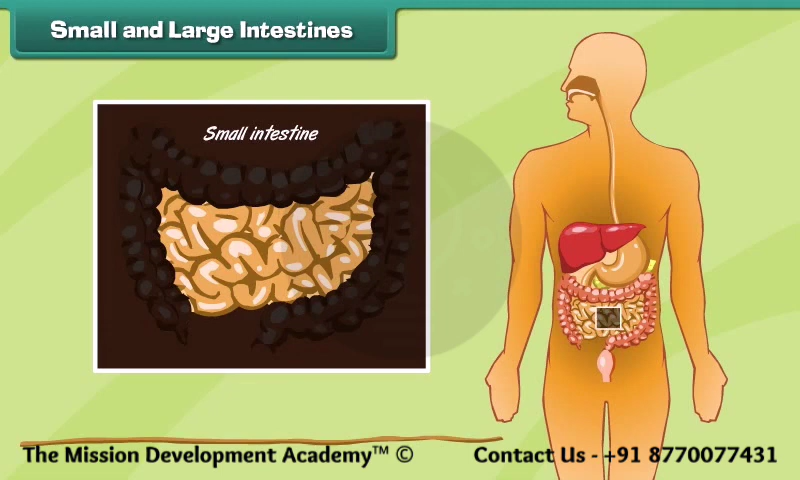 Small and Large Intestines
Small intestine
The Mission Development Academy™ ©
Contact Us - +91 8770077431